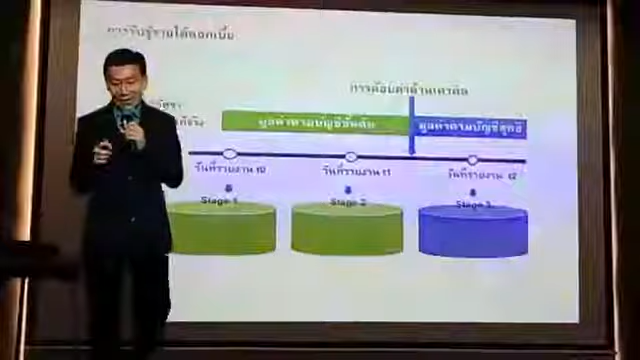 การรับรู้รายได้ดอกเบี้ย
การด้อยค่าด้านเครดิต
มูลค่าตามบัญชีขั้นต้น
มูลค่าตามบัญชีสุทธิ
วันที่รายงาน t0
วันที่รายงาน t1
วันที่รายงาน t2
Stage 1
Stage 2
Stage 3